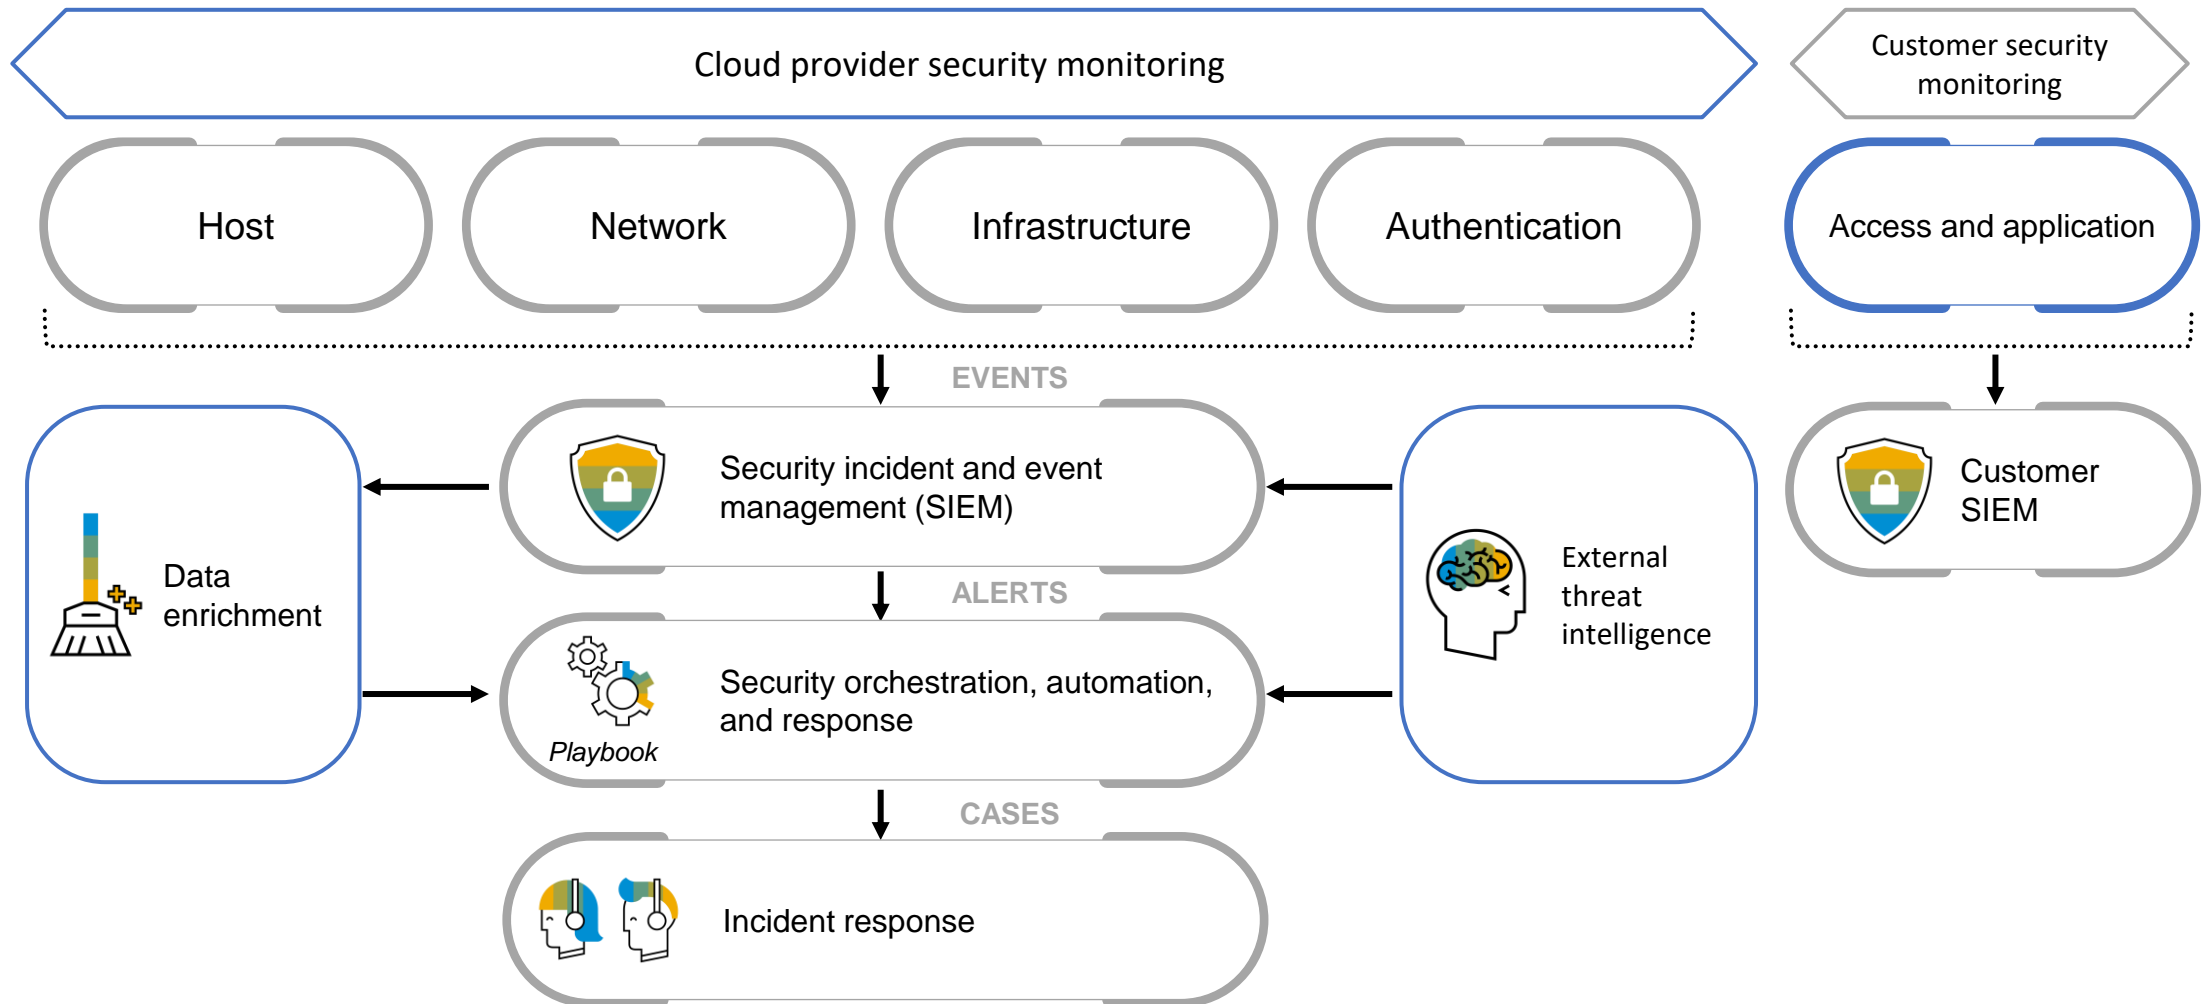 Cloud provider security monitoring
Customer security
monitoring
Host
Network
Infrastructure
Authentication
Access and application
EVENTS
Security incident and event
management (SIEM)
Customer
SIEM
Data
enrichment
External
threat
intelligence
ALERTS
Security orchestration, automation,
and response
Playbook
CASES
Incident response